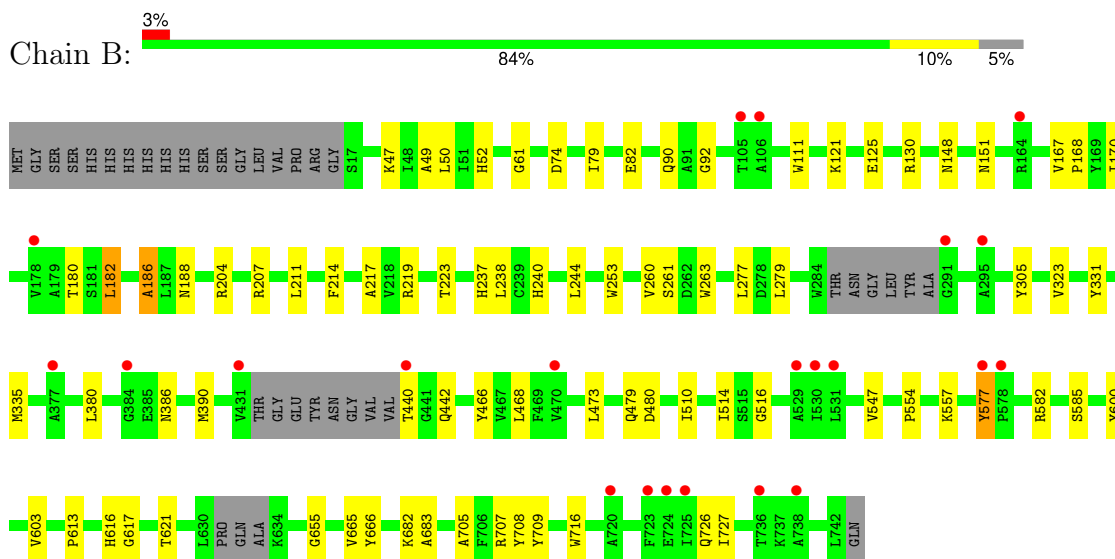 3%
Chain B:
84% 10% 5%
MET GLY SER SER HIS HIS HIS HIS HIS HIS SER SER GLY LEU VAL PRO ARG GLY S17 K47 I48 A49 L50 I51 H52 G61 D74 I79 E82 Q90 A91 G92 T105 A106 W111 K121 E125 R130 N148 N151 R164 V167 P168 Y169
V178 A179 T180 S181 L182 A186 L187 N188 R204 R207 L211 F214 A217 V218 R219 T223 H237 L238 C239 H240 L244 W253 V260 S261 D262 W263 L277 D278 L279 W284 THR ASN GLY LEU TYR ALA G291 A295 Y305 V323 Y331
M335 A377 L380 G384 E385 N386 M390 V431 THR GLY GLU TYR ASN GLY VAL VAL T440 G441 Q442 Y466 V467 L468 F469 V470 L473 Q479 D480 I510 I514 S515 G516 A529 I530 L531 V547 P554 K557 Y577 P578 R582 S585
V603 P613 H616 G617 T621 L630 PRO GLN ALA K634 G655 V665 Y666 K682 A683 A705 F706 R707 Y708 Y709 W716 A720 F723 E724 I725 Q726 I727 T736 K737 A738 L742 GLN